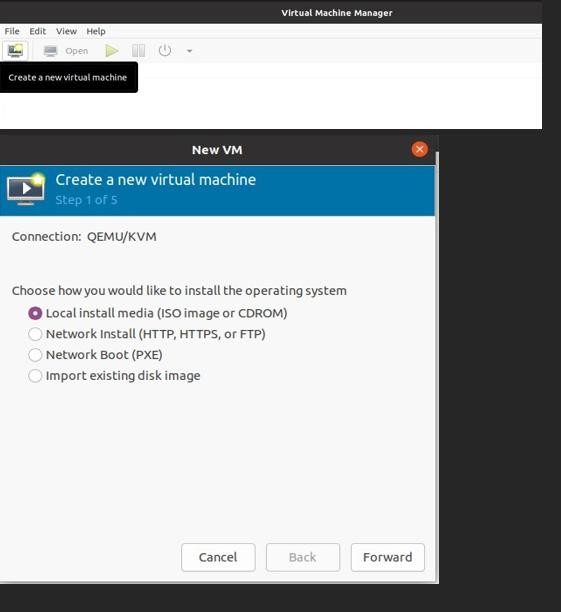 Virtual Machine Manager
File Edit View Help
Open
Create a new virtual machine
New VM
Create a new virtual machine
Step 1 of 5
Connection: QEMU/KVM
Choose how you would like to install the operating system
Local install media (ISO image or CDROM)
Network Install (HTTP, HTTPS, or FTP)
Network Boot (PXE)
Import existing disk image
Cancel Back Forward